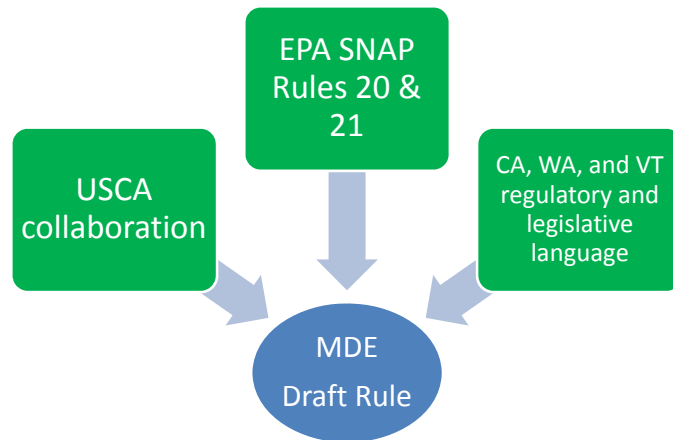 EPA SNAP
Rules 20 &
21
USCA
collaboration
CA, WA, and VT
regulatory and
legislative
language
MDE
Draft Rule